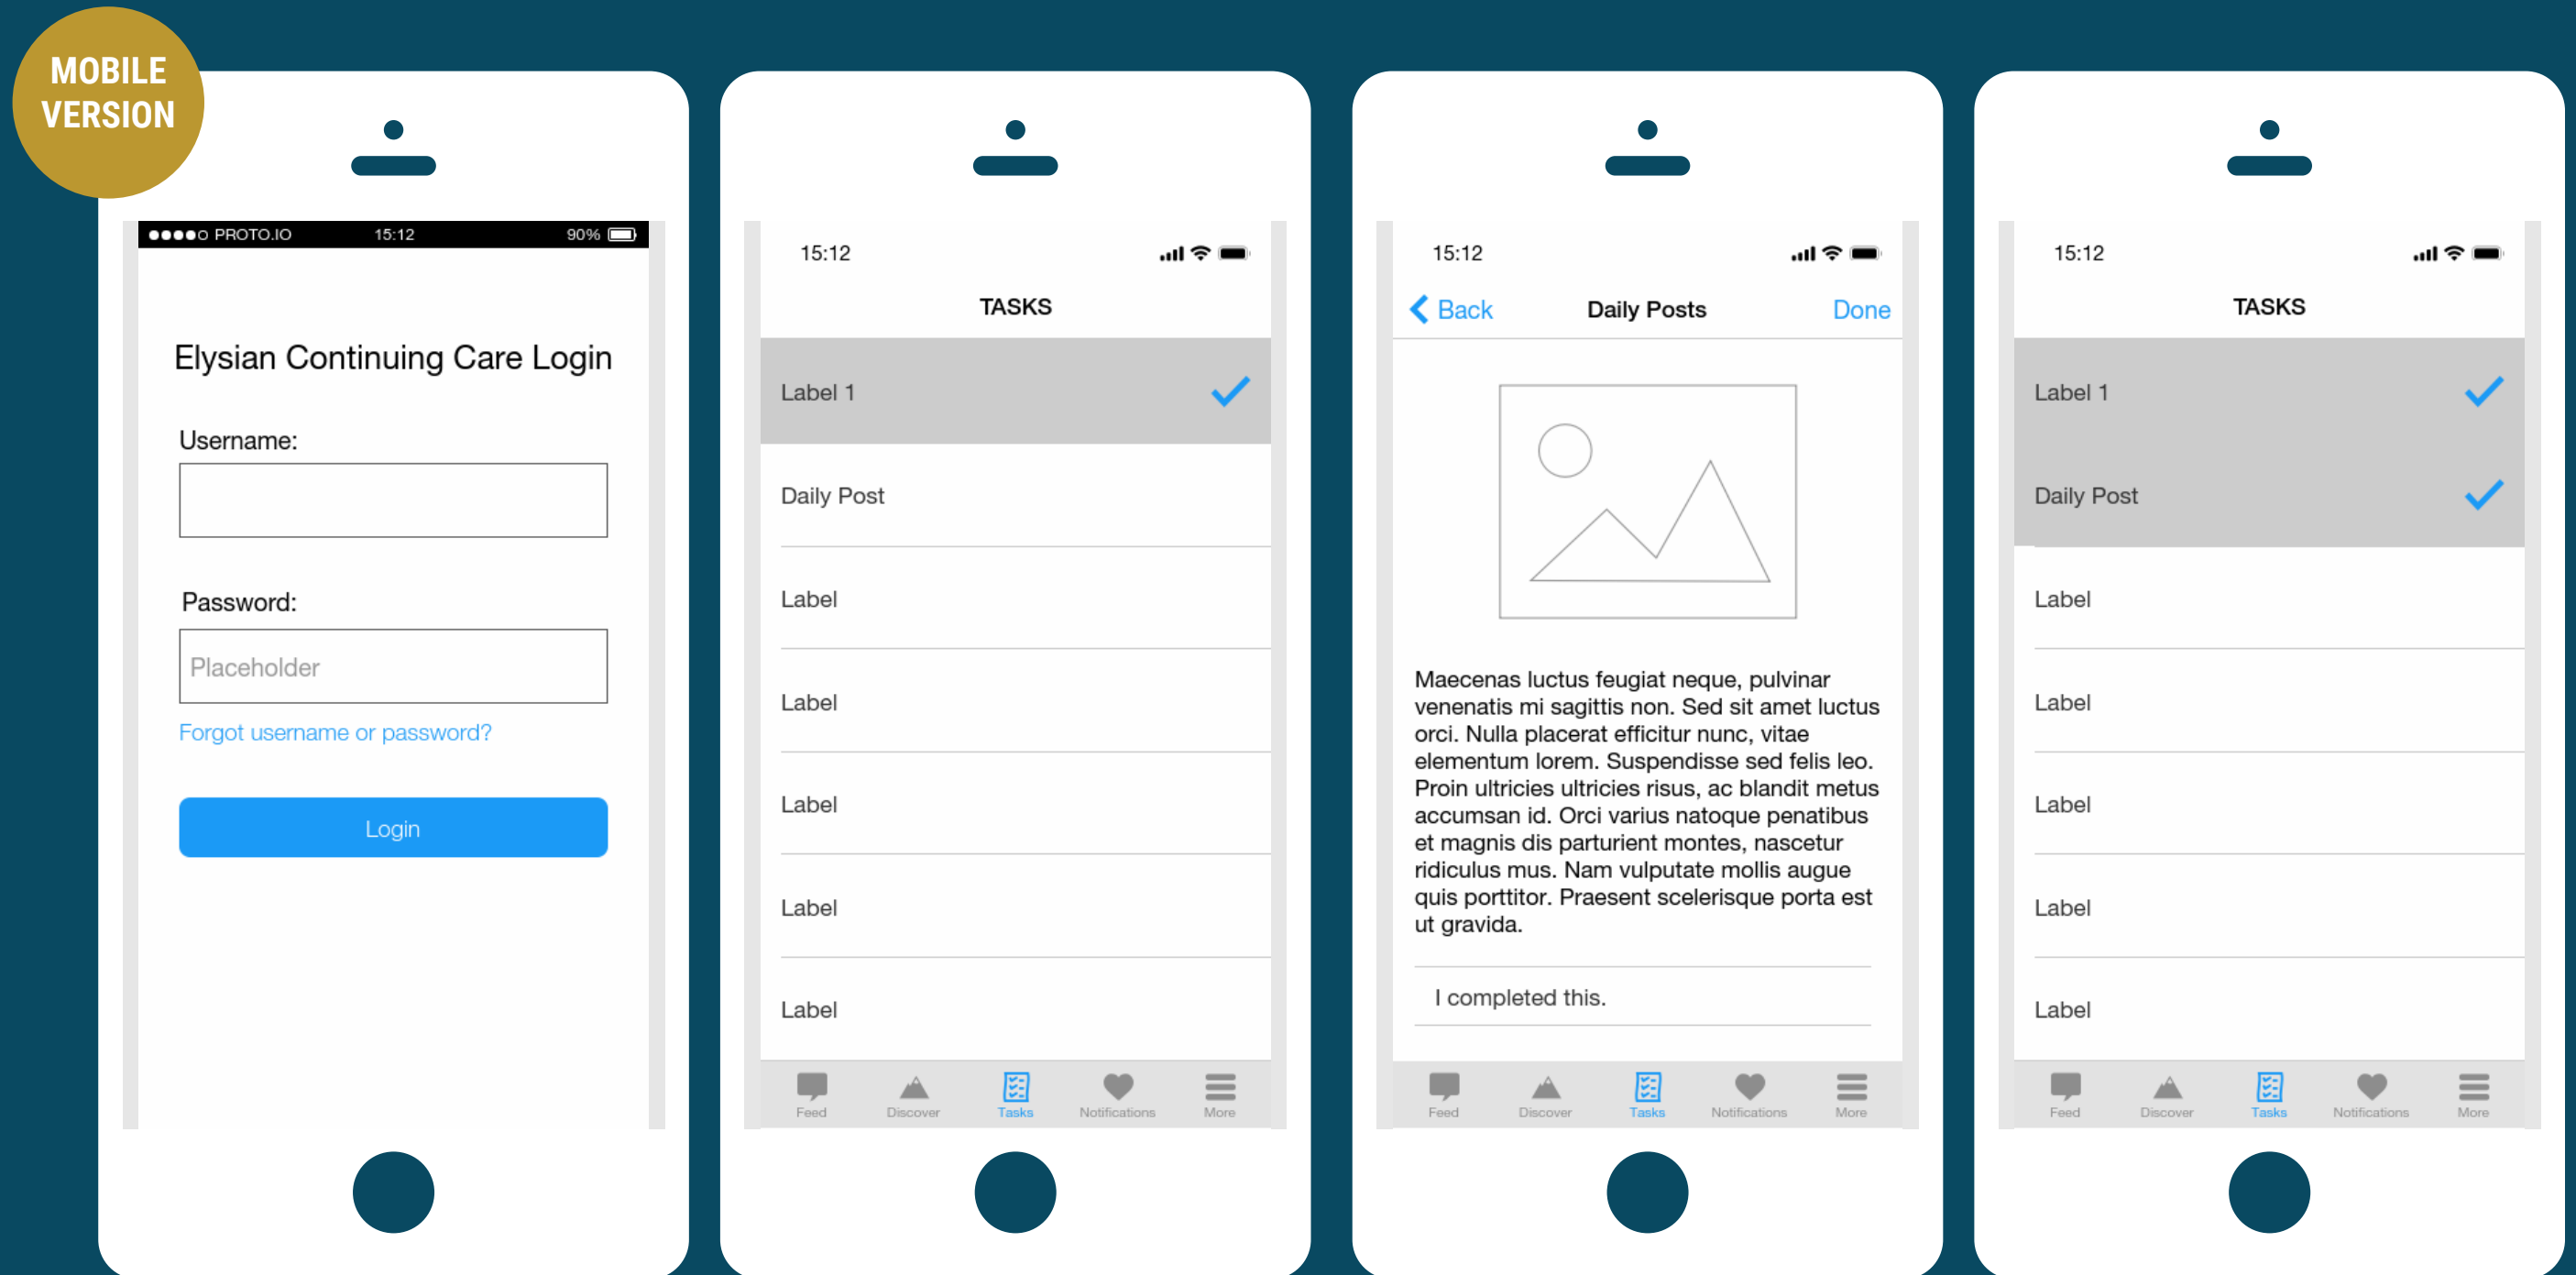 MOBILE
VERSION
PROTO.IO 15:12 90%
Elysian Continuing Care Login
Username:
Password:
Placeholder
Forgot username or password?
Login
15:12
TASKS
Label 1
Daily Post
Label
Label
Label
Label
Label
Feed Discover Tasks Notifications More
15:12
Back Daily Posts Done
Maecenas luctus feugiat neque, pulvinar
venenatis mi sagittis non. Sed sit amet luctus
orci. Nulla placerat efficitur nunc, vitae
elementum lorem. Suspendisse sed felis leo.
Proin ultricies ultricies risus, ac blandit metus
accumsan id. Orci varius natoque penatibus
et magnis dis parturient montes, nascetur
ridiculus mus. Nam vulputate mollis augue
quis porttitor. Praesent scelerisque porta est
ut gravida.
I completed this.
Feed Discover Tasks Notifications More
15:12
TASKS
Label 1
Daily Post
Label
Label
Label
Label
Label
Feed Discover Tasks Notifications More